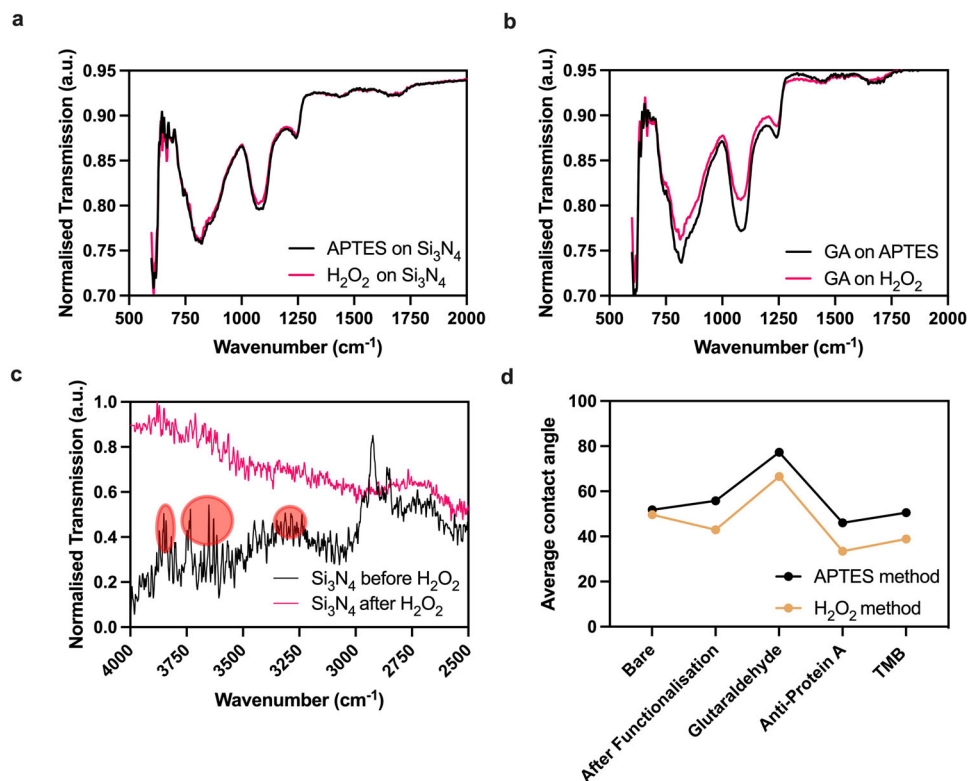 a
b
Normalised Transmission (a.u.)
0.95
0.90
0.85
0.80
0.75
0.70
APTES on Si₃N₄
H₂O₂ on Si₃N₄
500
750
1000
1250
1500
1750
2000
Wavenumber (cm⁻¹)
Normalised Transmission (a.u.)
0.95
0.90
0.85
0.80
0.75
0.70
GA on APTES
GA on H₂O₂
500
750
1000
1250
1500
1750
2000
Wavenumber (cm⁻¹)
c
d
Normalised Transmission (a.u.)
1.0
0.8
0.6
0.4
0.2
0.0
Si₃N₄ before H₂O₂
Si₃N₄ after H₂O₂
4000
3750
3500
3250
3000
2750
2500
Wavenumber (cm⁻¹)
Average contact angle
100
80
60
40
20
0
APTES method
H₂O₂ method
Bare
After Functionalisation
Glutaraldehyde
Anti-Protein A
TMB